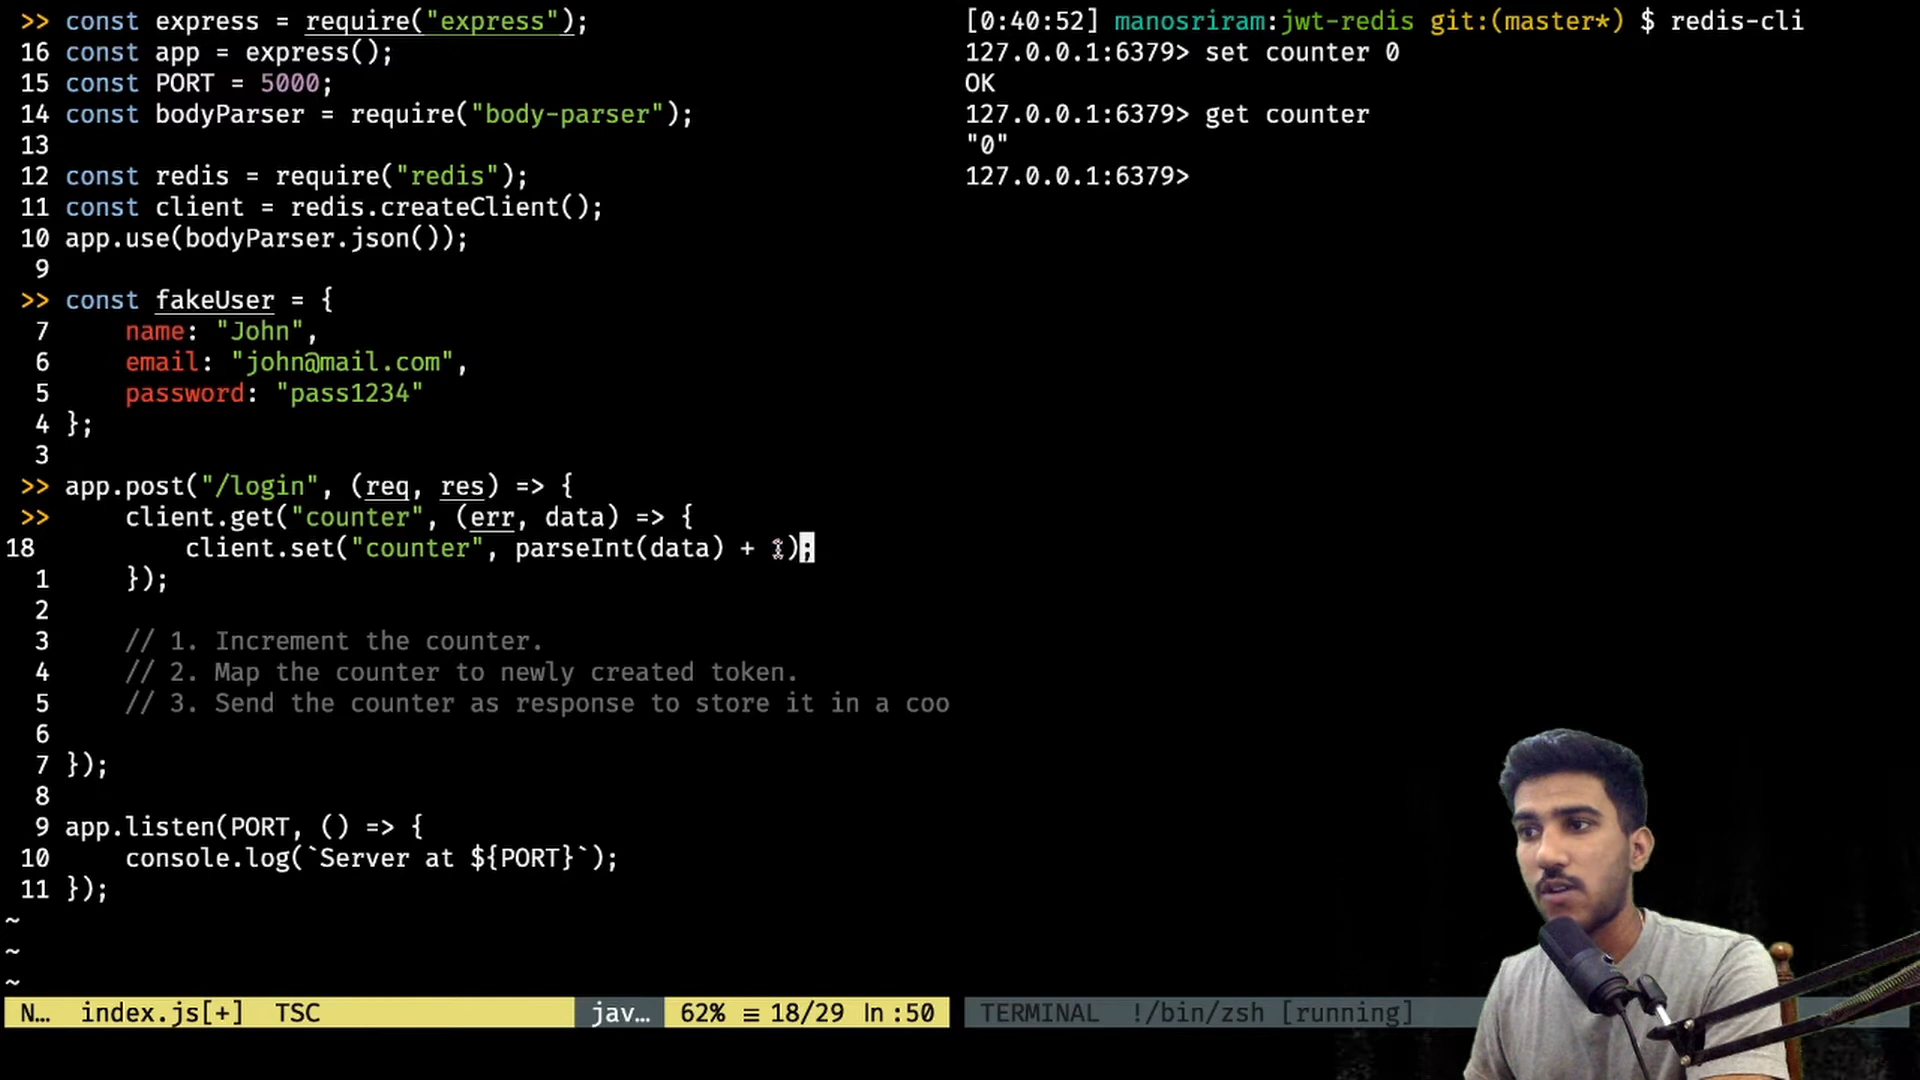 >> const express = require("express");
16 const app = express();
15 const PORT = 5000;
14 const bodyParser = require("body-parser");
13
12 const redis = require("redis");
11 const client = redis.createClient();
10 app.use(bodyParser.json());
9
>> const fakeUser = {
7 name: "John",
6 email: "john@mail.com",
5 password: "pass1234"
4 };
3
>> app.post("/login", (req, res) => {
>> client.get("counter", (err, data) => {
18 client.set("counter", parseInt(data) + );
1 });
2
3 // 1. Increment the counter.
4 // 2. Map the counter to newly created token.
5 // 3. Send the counter as response to store it in a coo
6
7 });
8
9 app.listen(PORT, () => {
10 console.log(`Server at ${PORT}`);
11 });
~
~
~
N... index.js[+] TSC jav... 62% ≡ 18/29 ln:50
[0:40:52] manosriram:jwt-redis git:(master*) $ redis-cli
127.0.0.1:6379> set counter 0
OK
127.0.0.1:6379> get counter
"0"
127.0.0.1:6379>
TERMINAL !/bin/zsh [running]